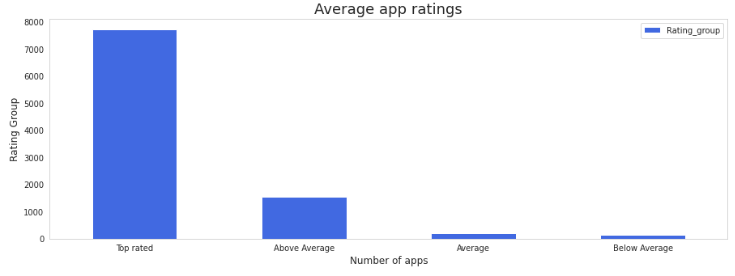 Average app ratings
Rating_group
8000
7000
6000
5000
4000
3000
2000
1000
0
Rating Group
Top rated
Above Average
Average
Below Average
Number of apps